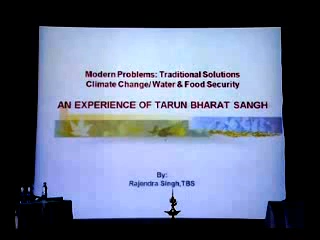 Modern Problems: Traditional Solutions
Climate Change/ Water & Food Security
AN EXPERIENCE OF TARUN BHARAT SANGH
By:
Rajendra Singh,TBS